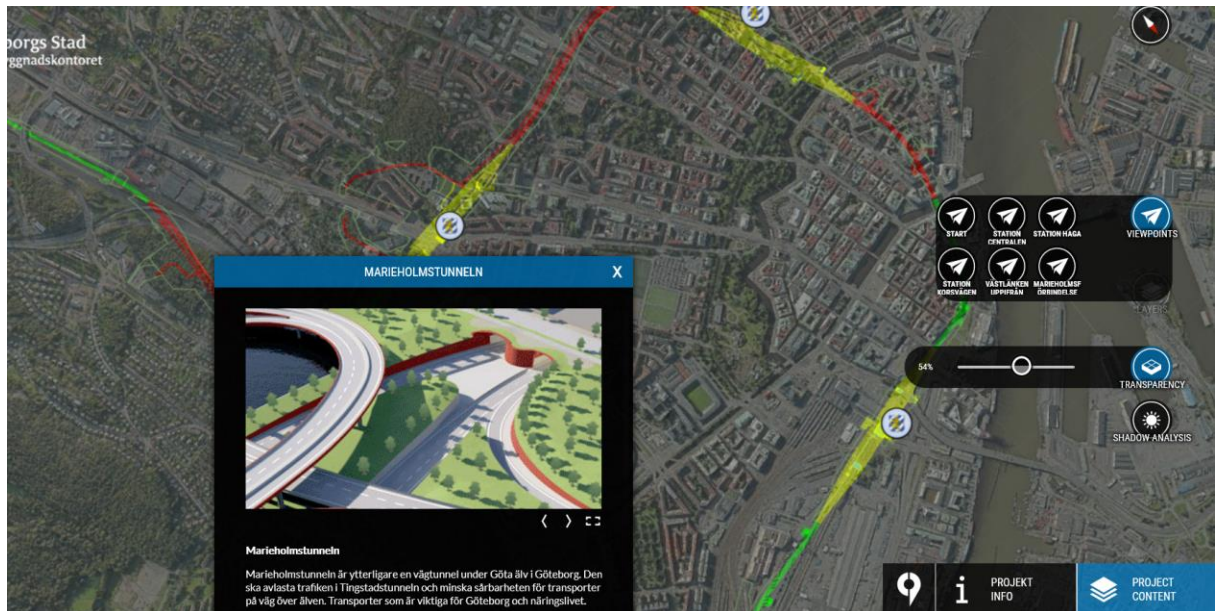 borgs Stad
yggnadskontoret
START
STATION
CENTRALEN
STATION HAGA
VIEWPOINTS
STATION
KORSVÄGEN
VÄSTLÄNKEN
UPPIFRÅN
MARIEHOLMSF
ÖRBINDELSE
LAYERS
54%
TRANSPARENCY
SHADOW ANALYSIS
MARIEHOLMSTUNNELN X
Marieholmstunneln
Marieholmstunneln är ytterligare en vägtunnel under Göta älv i Göteborg. Den
ska avlasta trafiken i Tingstadstunneln och minska sårbarheten för transporter
på väg över älven. Transporter som är viktiga för Göteborg och näringslivet.
PROJEKT
INFO
PROJECT
CONTENT